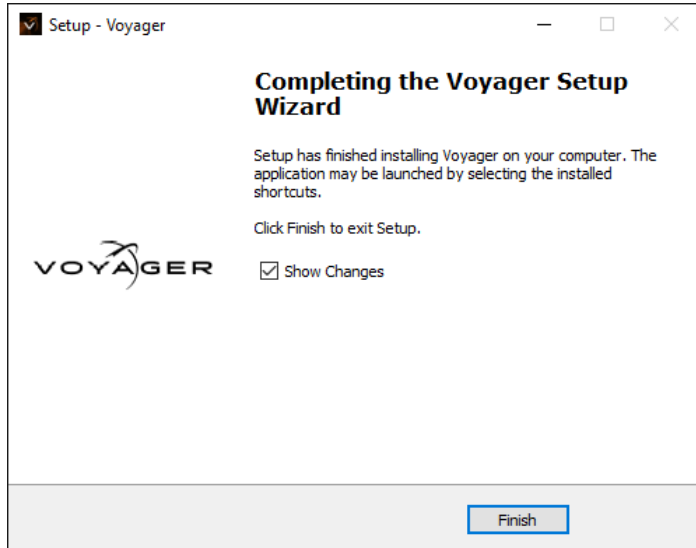 Setup - Voyager
Completing the Voyager Setup
Wizard
Setup has finished installing Voyager on your computer. The
application may be launched by selecting the installed
shortcuts.
Click Finish to exit Setup.
VOYAGER
Show Changes
Finish